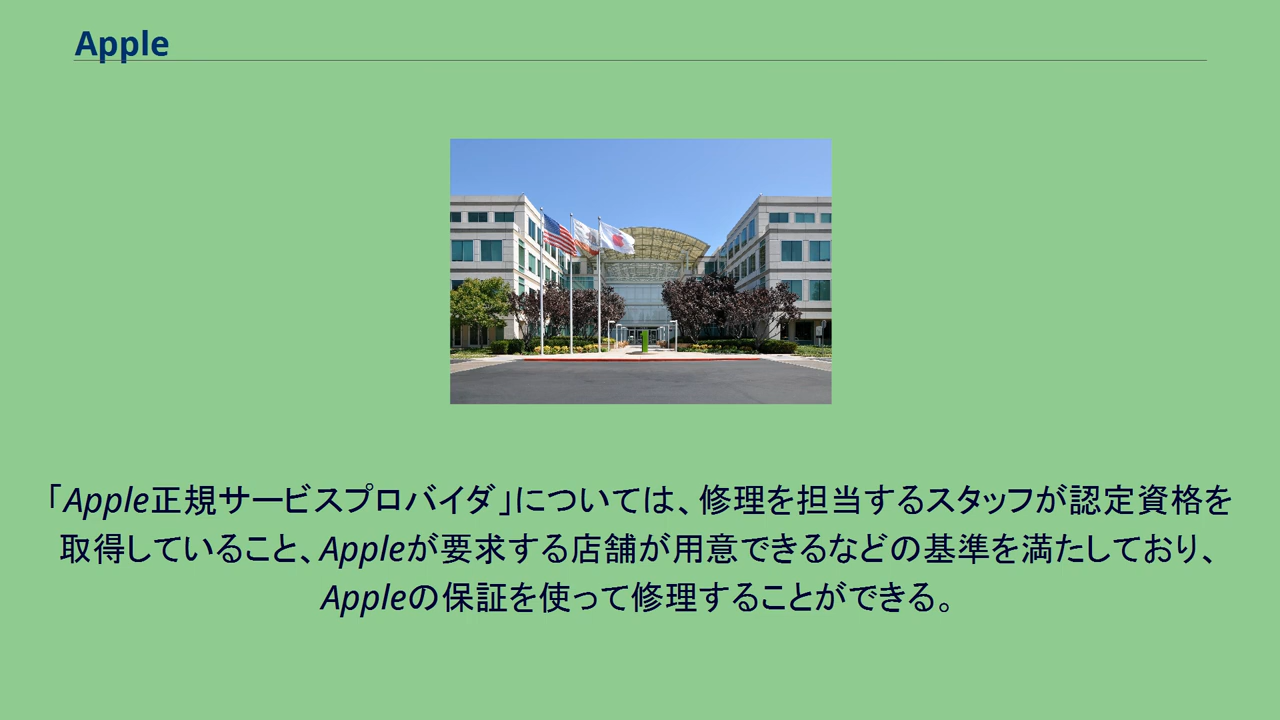 Apple
「Apple正規サービスプロバイダ」については、修理を担当するスタッフが認定資格を
取得していること、Appleが要求する店舗が用意できるなどの基準を満たしており、
Appleの保証を使って修理することができる。